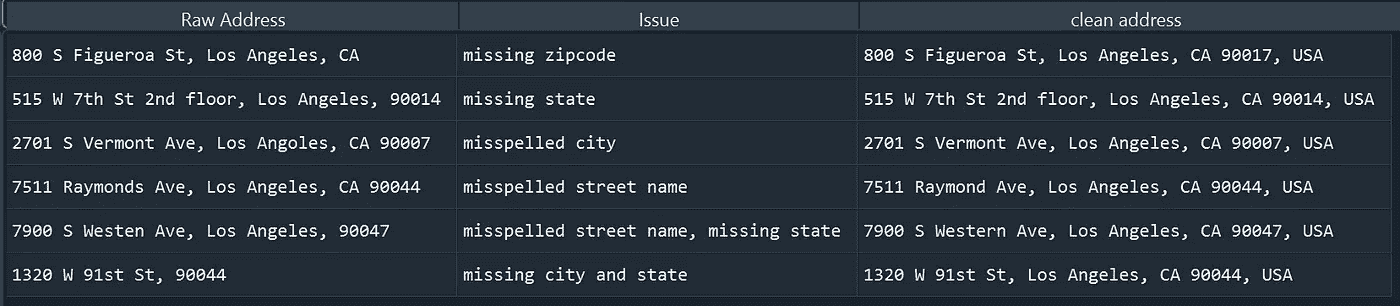 Raw Address Issue clean address
800 S Figueroa St, Los Angeles, CA missing zipcode 800 S Figueroa St, Los Angeles, CA 90017, USA
515 W 7th St 2nd floor, Los Angeles, 90014 missing state 515 W 7th St 2nd floor, Los Angeles, CA 90014, USA
2701 S Vermont Ave, Los Angoles, CA 90007 misspelled city 2701 S Vermont Ave, Los Angeles, CA 90007, USA
7511 Raymonds Ave, Los Angeles, CA 90044 misspelled street name 7511 Raymond Ave, Los Angeles, CA 90044, USA
7900 S Westen Ave, Los Angeles, 90047 misspelled street name, missing state 7900 S Western Ave, Los Angeles, CA 90047, USA
1320 W 91st St, 90044 missing city and state 1320 W 91st St, Los Angeles, CA 90044, USA